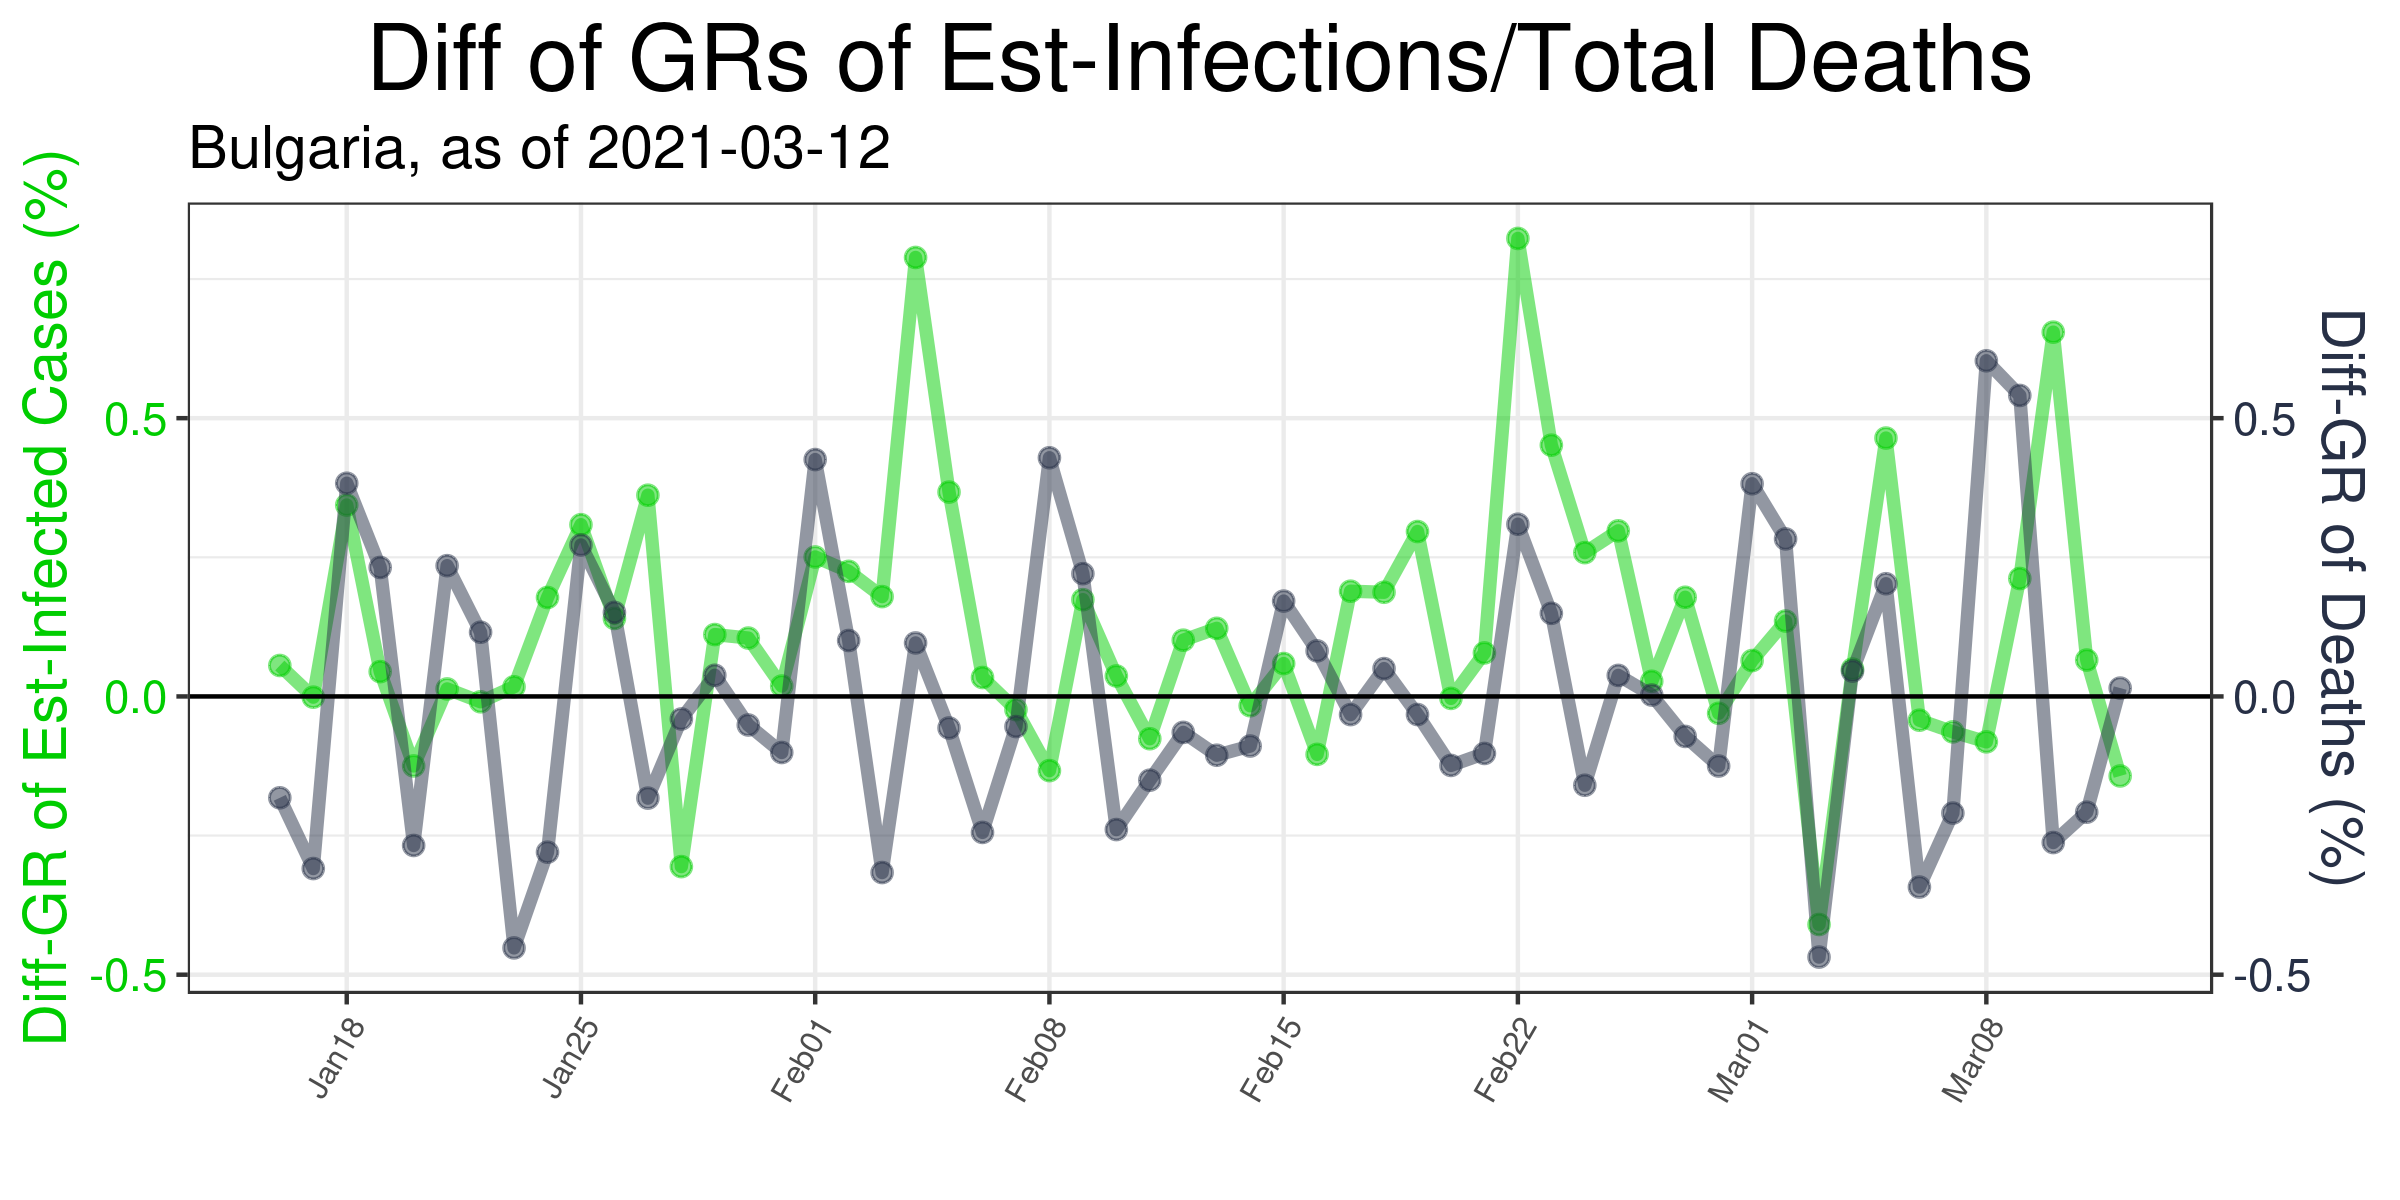 Diff of GRs of Est-Infections/Total Deaths
Bulgaria, as of 2021-03-12
Diff-GR of Est-Infected Cases (%)
0.5
0.0
-0.5
0.5
0.0
-0.5
Diff-GR of Deaths (%)
Jan18
Jan25
Feb01
Feb08
Feb15
Feb22
Mar01
Mar08